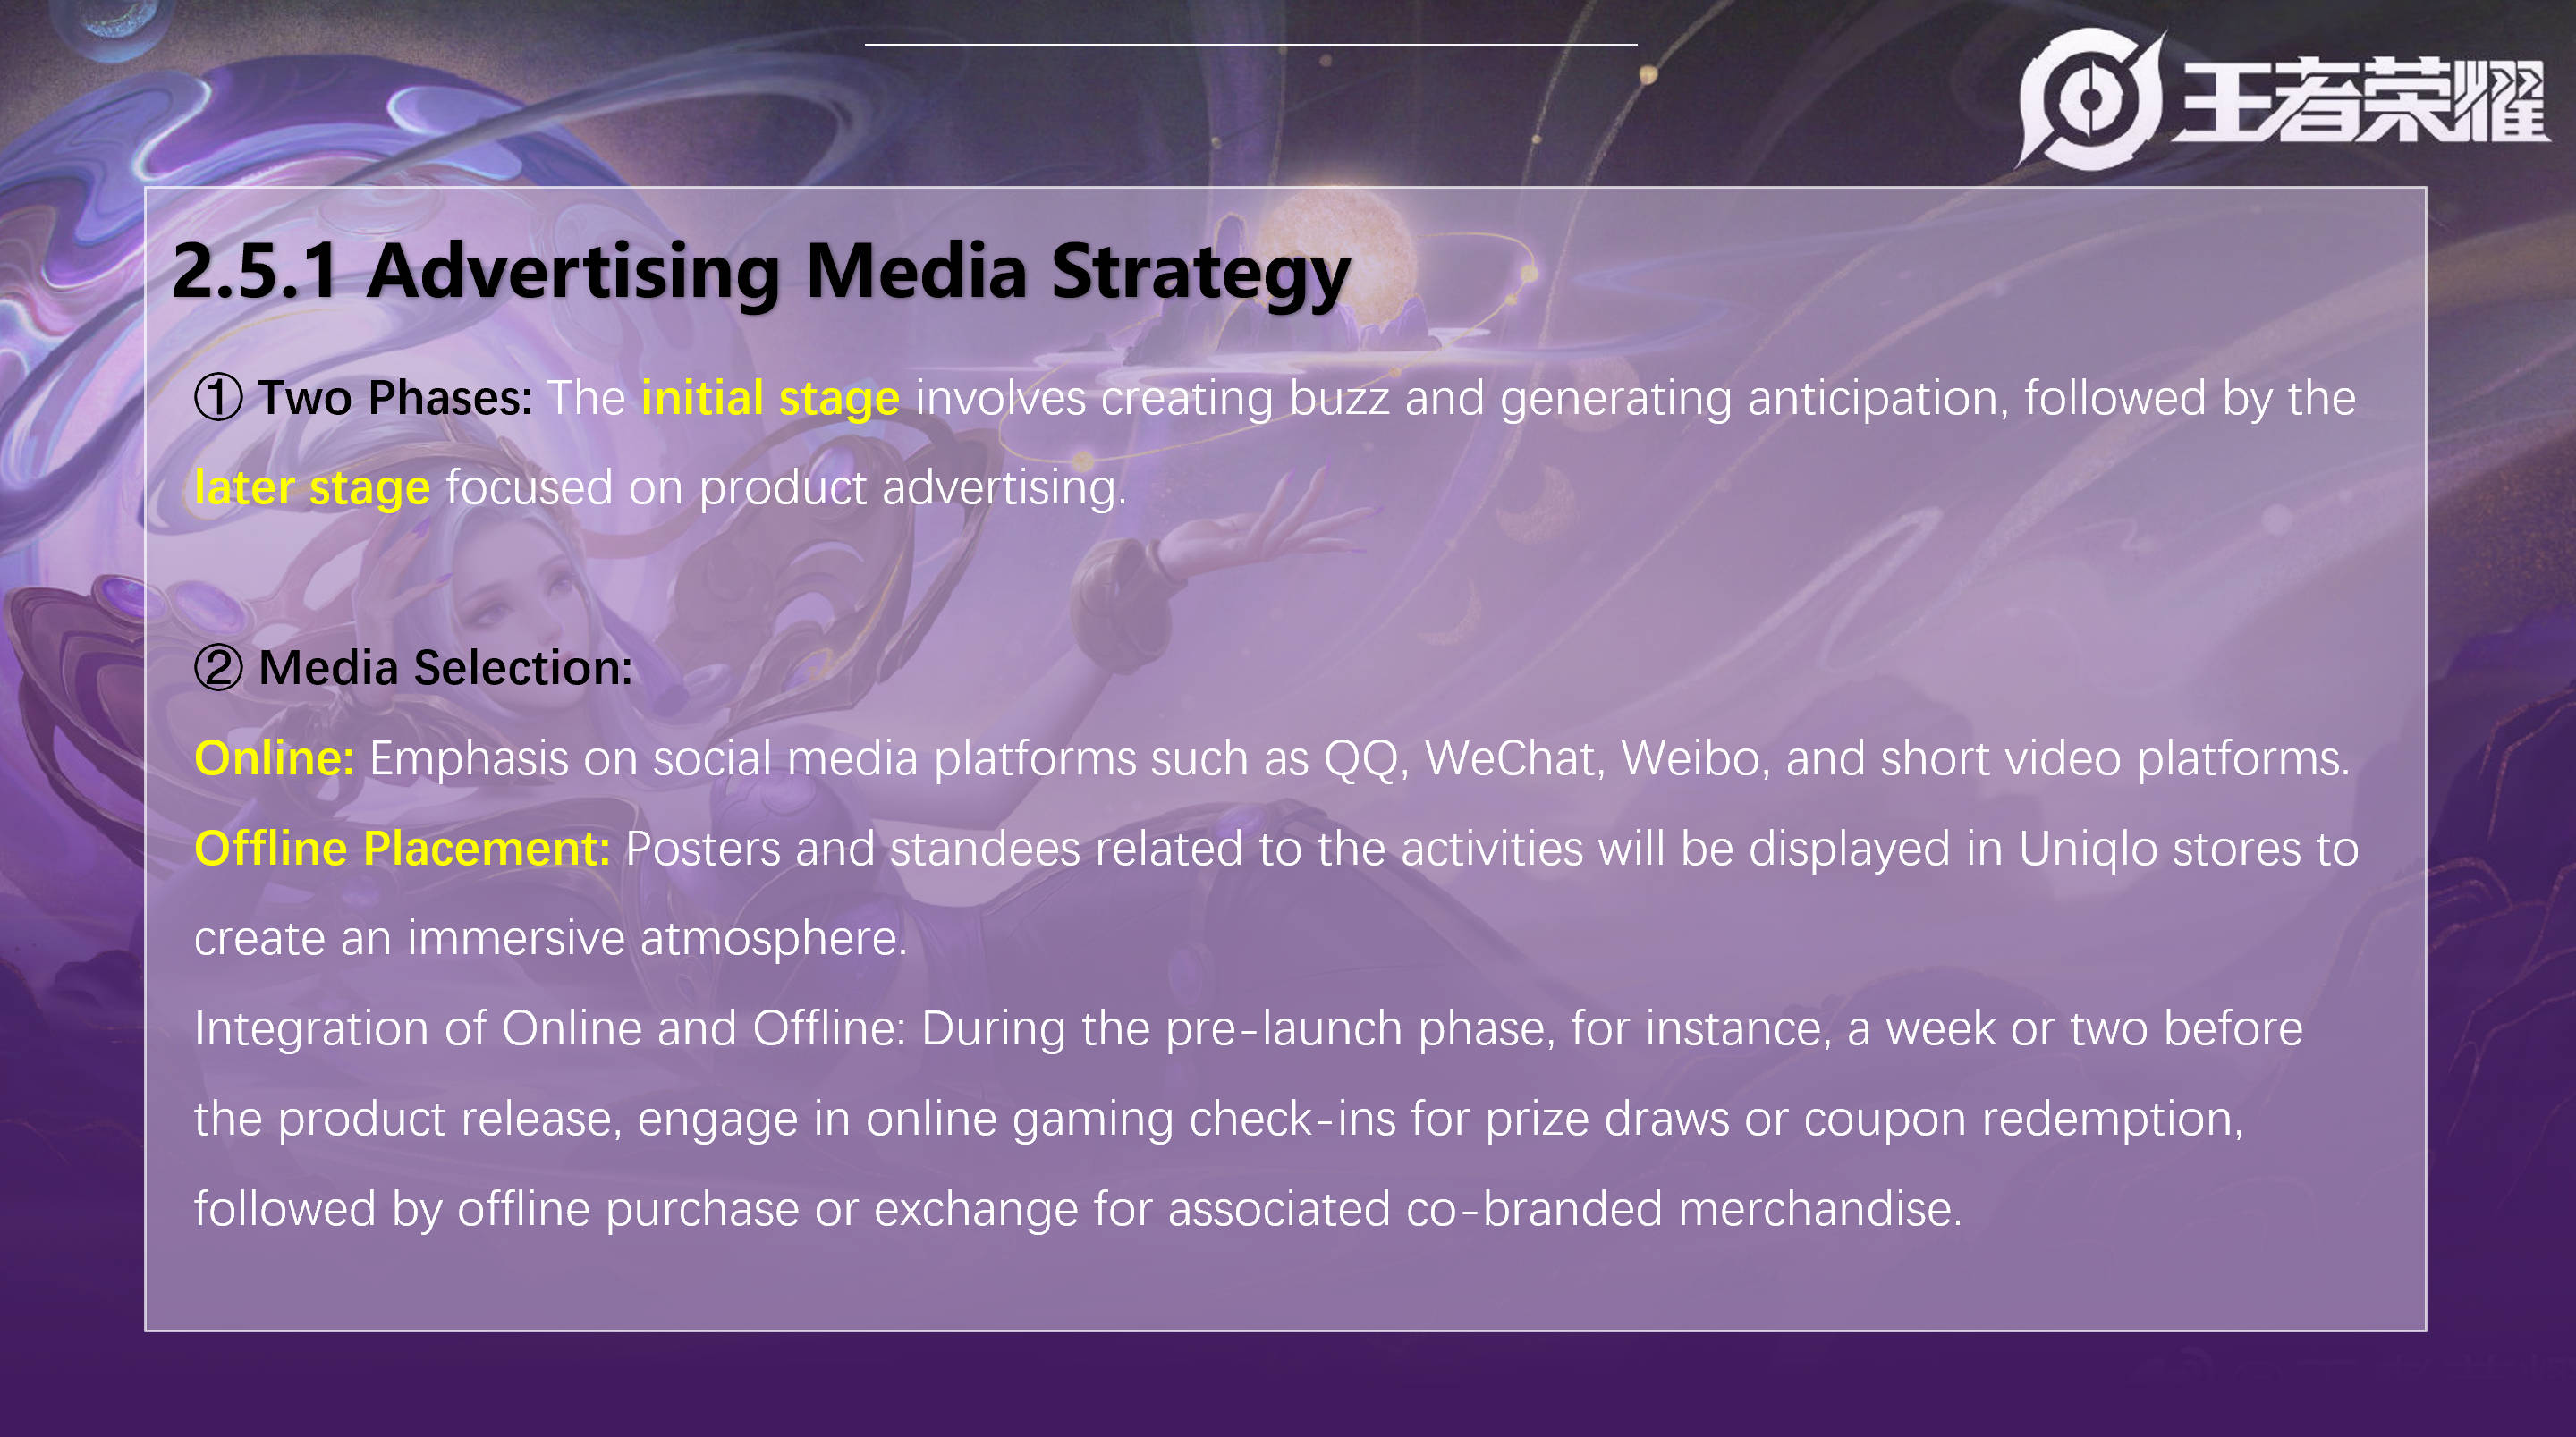 王者荣耀
2.5.1 Advertising Media Strategy
① Two Phases: The initial stage involves creating buzz and generating anticipation, followed by the
later stage focused on product advertising.
② Media Selection:
Online: Emphasis on social media platforms such as QQ, WeChat, Weibo, and short video platforms.
Offline Placement: Posters and standees related to the activities will be displayed in Uniqlo stores to
create an immersive atmosphere.
Integration of Online and Offline: During the pre-launch phase, for instance, a week or two before
the product release, engage in online gaming check-ins for prize draws or coupon redemption,
followed by offline purchase or exchange for associated co-branded merchandise.